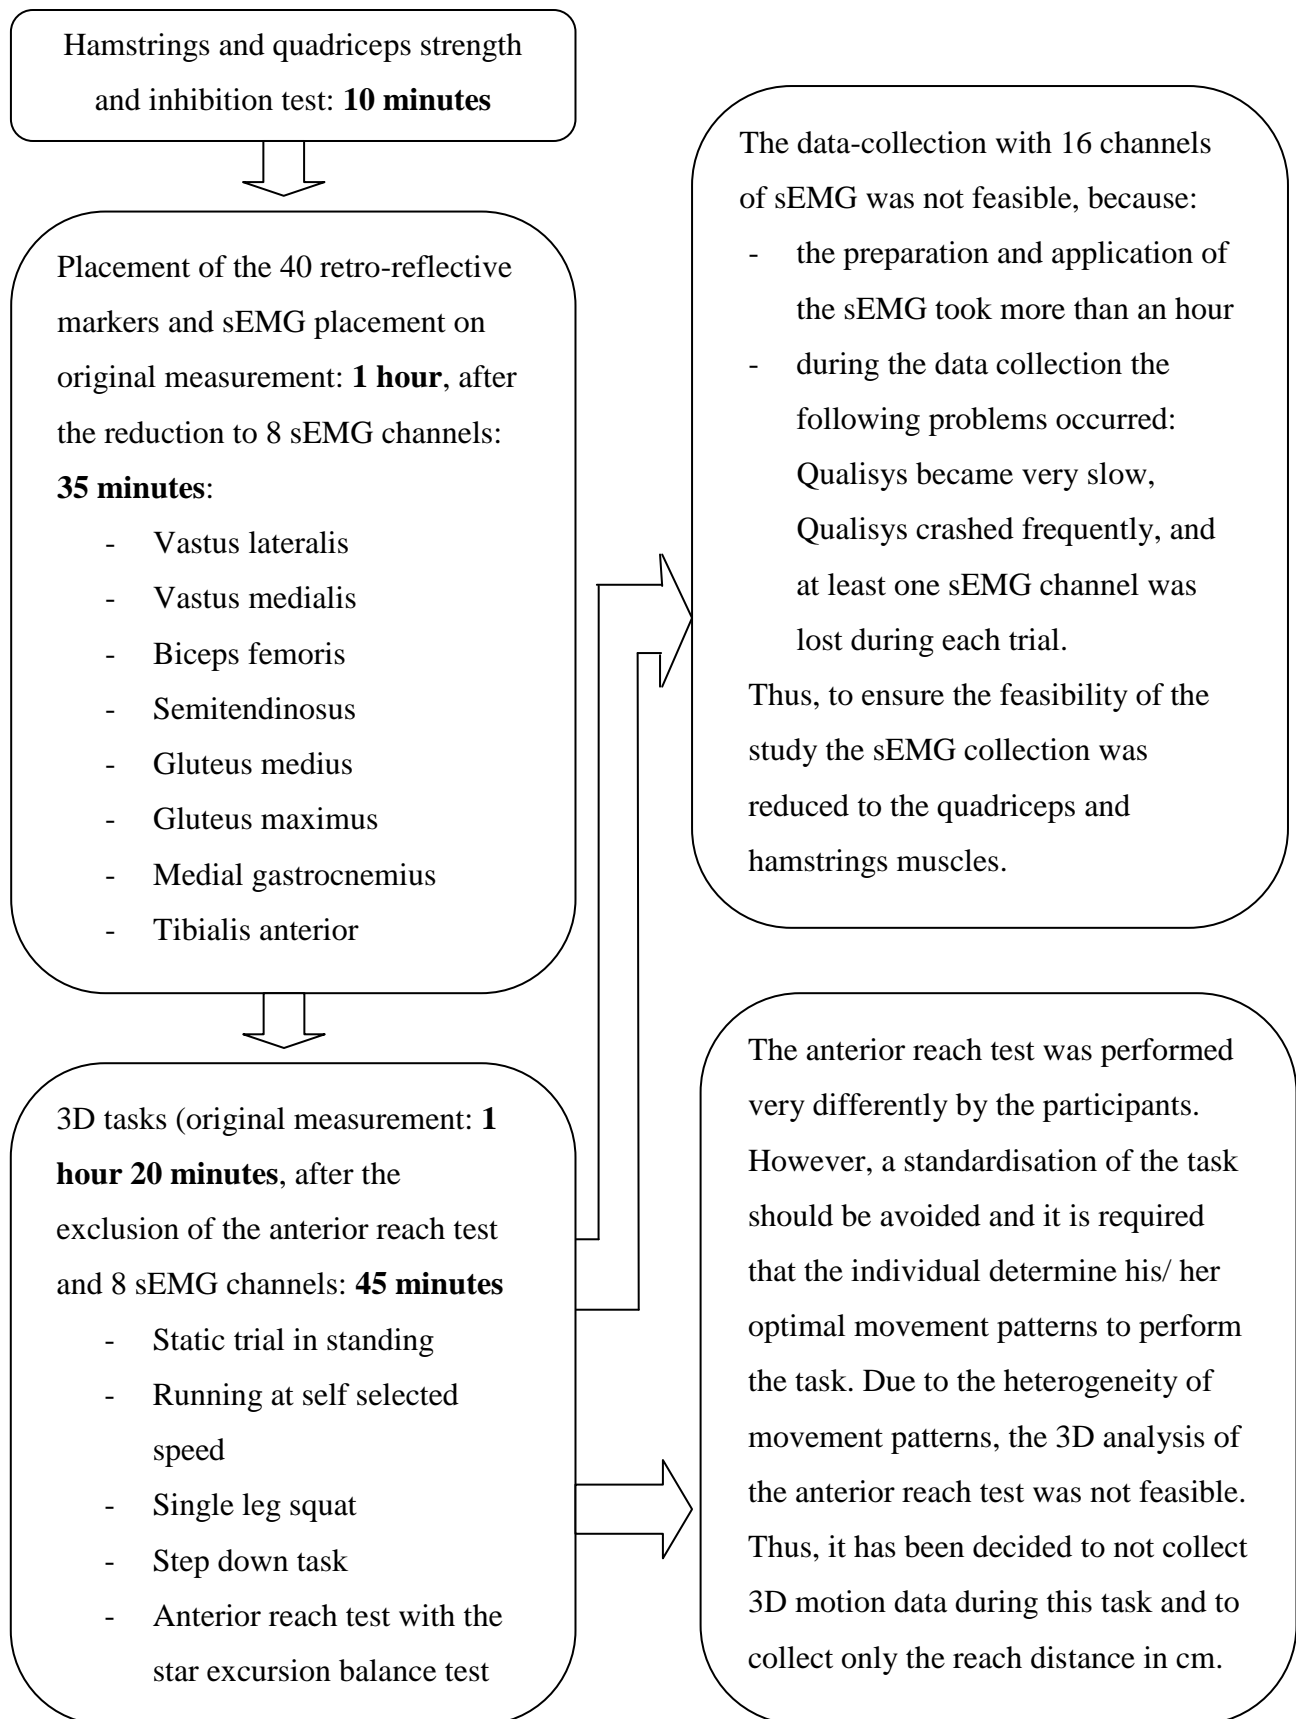 Hamstrings and quadriceps strength
and inhibition test: 10 minutes
Placement of the 40 retro-reflective
markers and sEMG placement on
original measurement: 1 hour, after
the reduction to 8 sEMG channels:
35 minutes:
- Vastus lateralis
- Vastus medialis
- Biceps femoris
- Semitendinosus
- Gluteus medius
- Gluteus maximus
- Medial gastrocnemius
- Tibialis anterior
3D tasks (original measurement: 1
hour 20 minutes, after the
exclusion of the anterior reach test
and 8 sEMG channels: 45 minutes
- Static trial in standing
- Running at self selected
speed
- Single leg squat
- Step down task
- Anterior reach test with the
star excursion balance test
The data-collection with 16 channels
of sEMG was not feasible, because:
- the preparation and application of
the sEMG took more than an hour
- during the data collection the
following problems occurred:
Qualisys became very slow,
Qualisys crashed frequently, and
at least one sEMG channel was
lost during each trial.
Thus, to ensure the feasibility of the
study the sEMG collection was
reduced to the quadriceps and
hamstrings muscles.
The anterior reach test was performed
very differently by the participants.
However, a standardisation of the task
should be avoided and it is required
that the individual determine his/ her
optimal movement patterns to perform
the task. Due to the heterogeneity of
movement patterns, the 3D analysis of
the anterior reach test was not feasible.
Thus, it has been decided to not collect
3D motion data during this task and to
collect only the reach distance in cm.